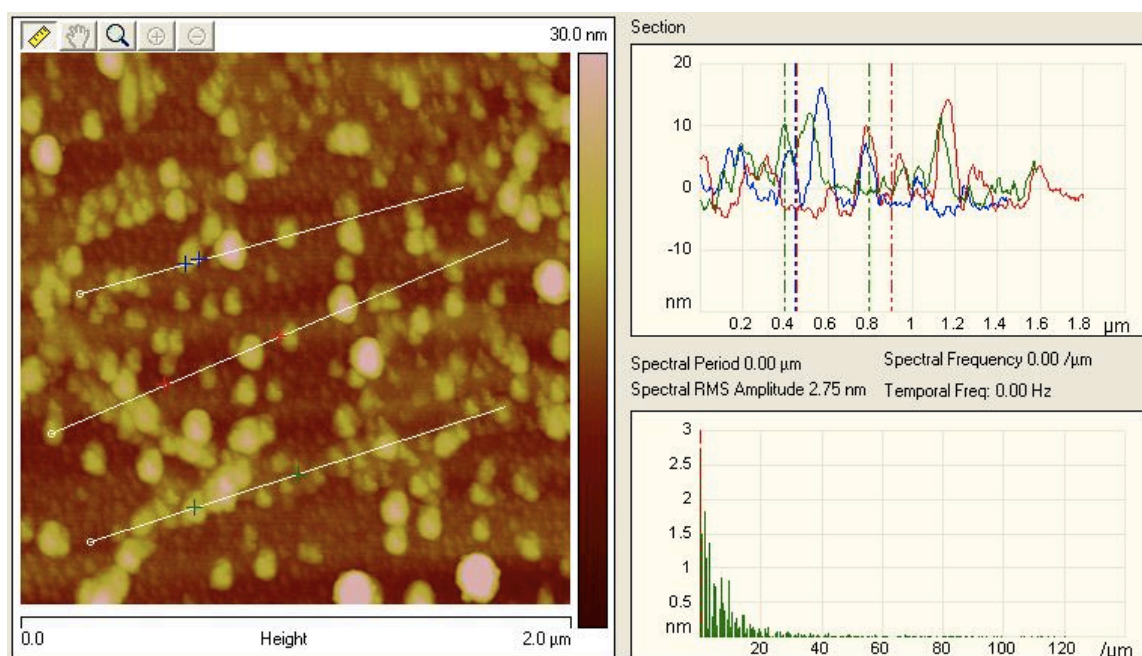 30.0 nm
0.0 Height 2.0 µm
Section
20
10
0
-10
nm
0.2 0.4 0.6 0.8 1 1.2 1.4 1.6 1.8 µm
Spectral Period 0.00 µm Spectral Frequency 0.00 /µm
Spectral RMS Amplitude 2.75 nm Temporal Freq: 0.00 Hz
3
2.5
2
1.5
1
0.5
nm
20 40 60 80 100 120 /µm